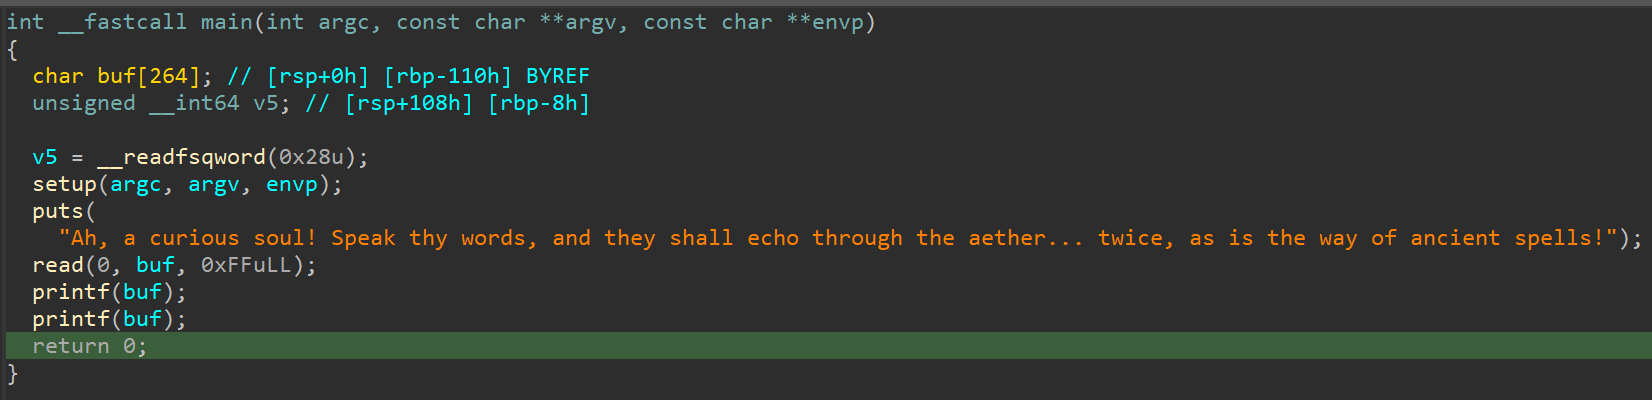 int __fastcall main(int argc, const char **argv, const char **envp)
{
  char buf[264]; // [rsp+0h] [rbp-110h] BYREF
  unsigned __int64 v5; // [rsp+108h] [rbp-8h]

  v5 = __readfsqword(0x28u);
  setup(argc, argv, envp);
  puts(
    "Ah, a curious soul! Speak thy words, and they shall echo through the aether... twice, as is the way of ancient spells!");
  read(0, buf, 0xFFuLL);
  printf(buf);
  printf(buf);
  return 0;
}